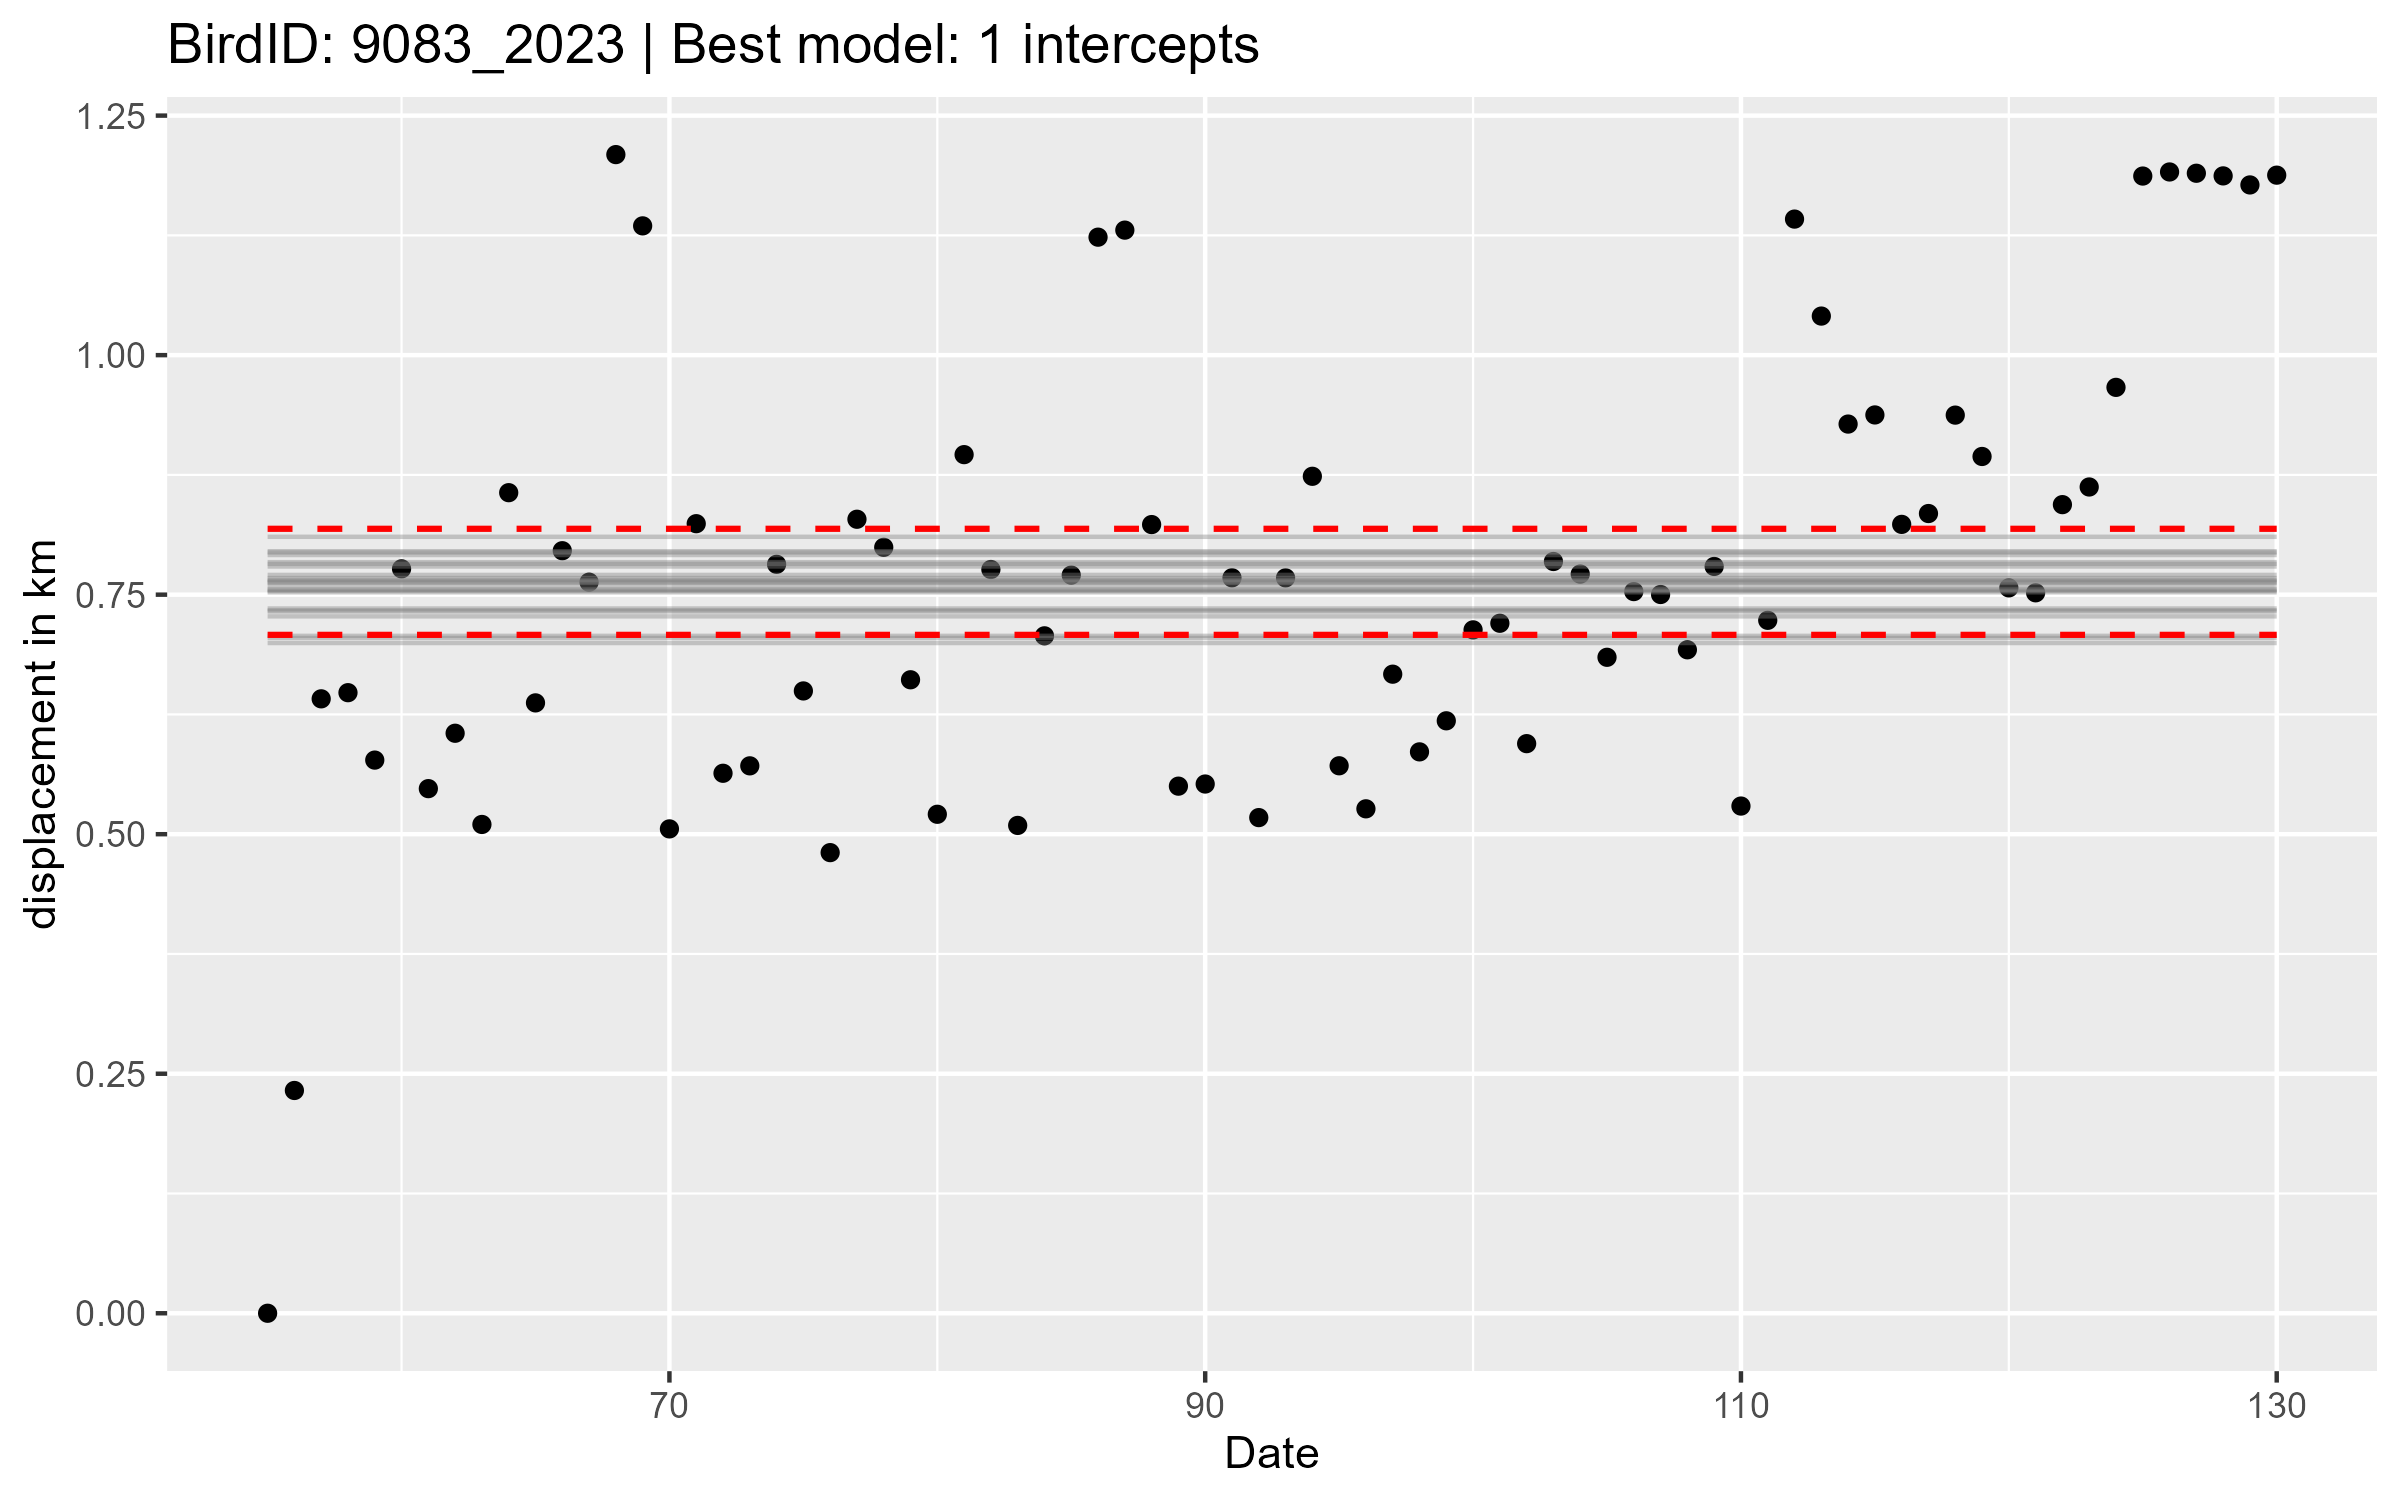 BirdID: 9083_2023 | Best model: 1 intercepts
1.25
1.00
0.75
0.50
0.25
0.00
displacement in km
70 90 110 130
Date